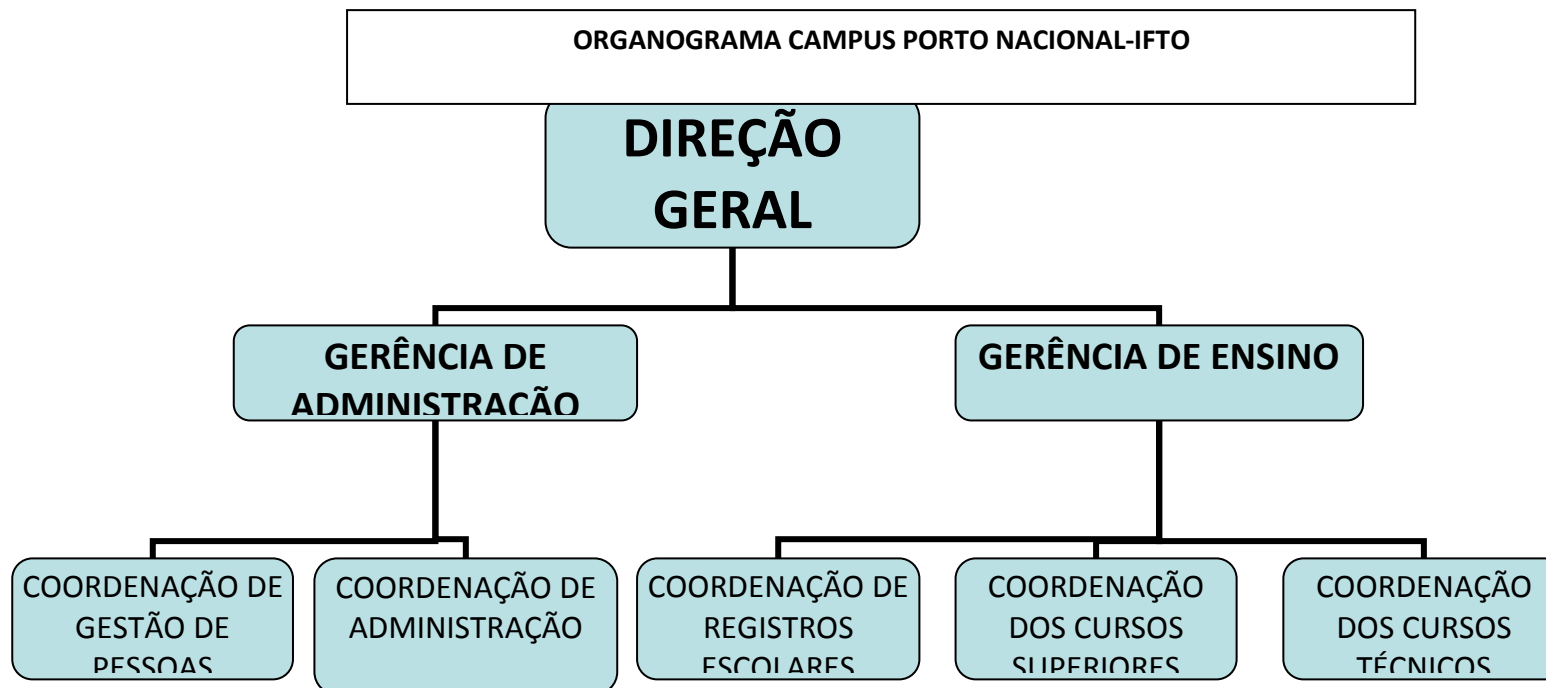 ORGANOGRAMA CAMPUS PORTO NACIONAL-IFTO
DIREÇÃO
GERAL
GERÊNCIA DE
ADMINISTRAÇÃO
GERÊNCIA DE ENSINO
COORDENAÇÃO DE
GESTÃO DE
PESSOAS
COORDENAÇÃO DE
ADMINISTRAÇÃO
COORDENAÇÃO DE
REGISTROS
ESCOLARES
COORDENAÇÃO
DOS CURSOS
SUPERIORES
COORDENAÇÃO
DOS CURSOS
TÉCNICOS